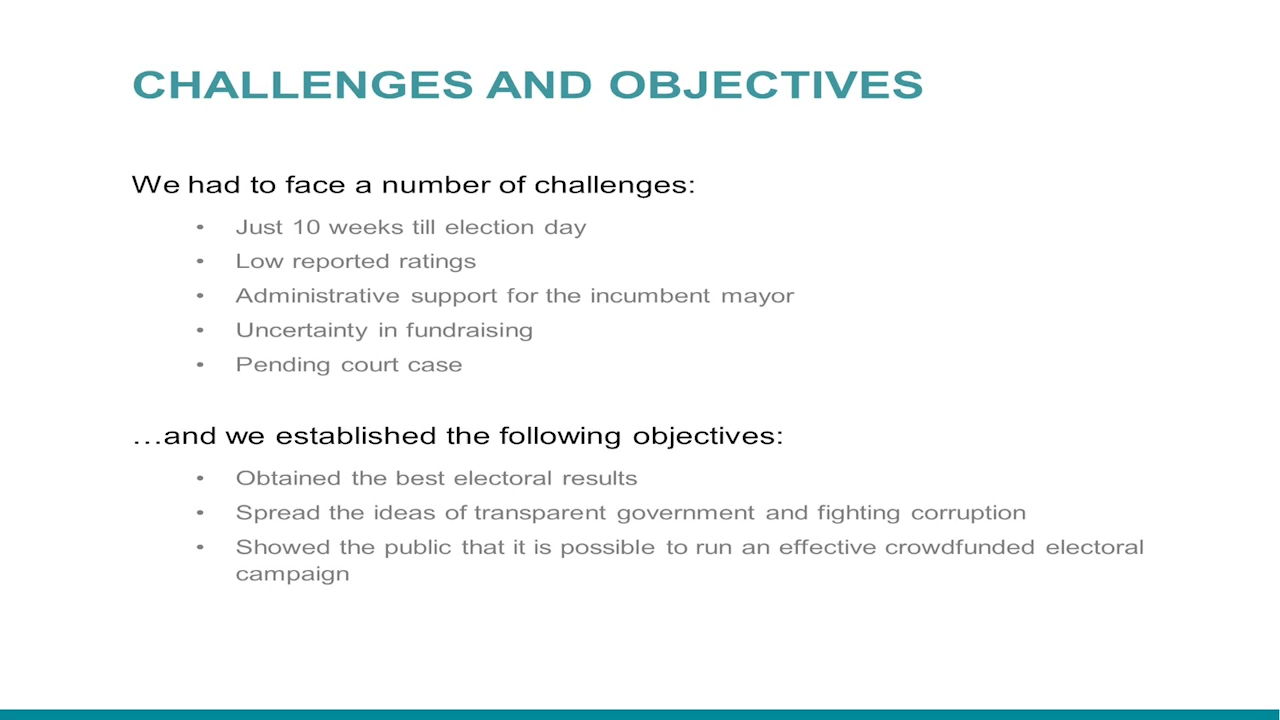 CHALLENGES AND OBJECTIVES
We had to face a number of challenges:
• Just 10 weeks till election day
• Low reported ratings
• Administrative support for the incumbent mayor
• Uncertainty in fundraising
• Pending court case
…and we established the following objectives:
• Obtained the best electoral results
• Spread the ideas of transparent government and fighting corruption
• Showed the public that it is possible to run an effective crowdfunded electoral
campaign